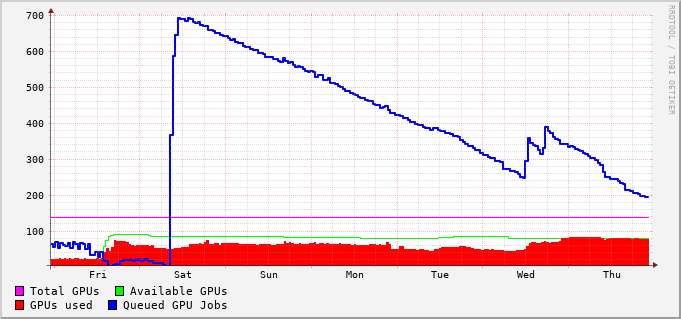 700
600
500
400
300
200
100
Fri Sat Sun Mon Tue Wed Thu
Total GPUs Available GPUs
GPUs used Queued GPU Jobs
RRDTOOL / TOBI OETIKER